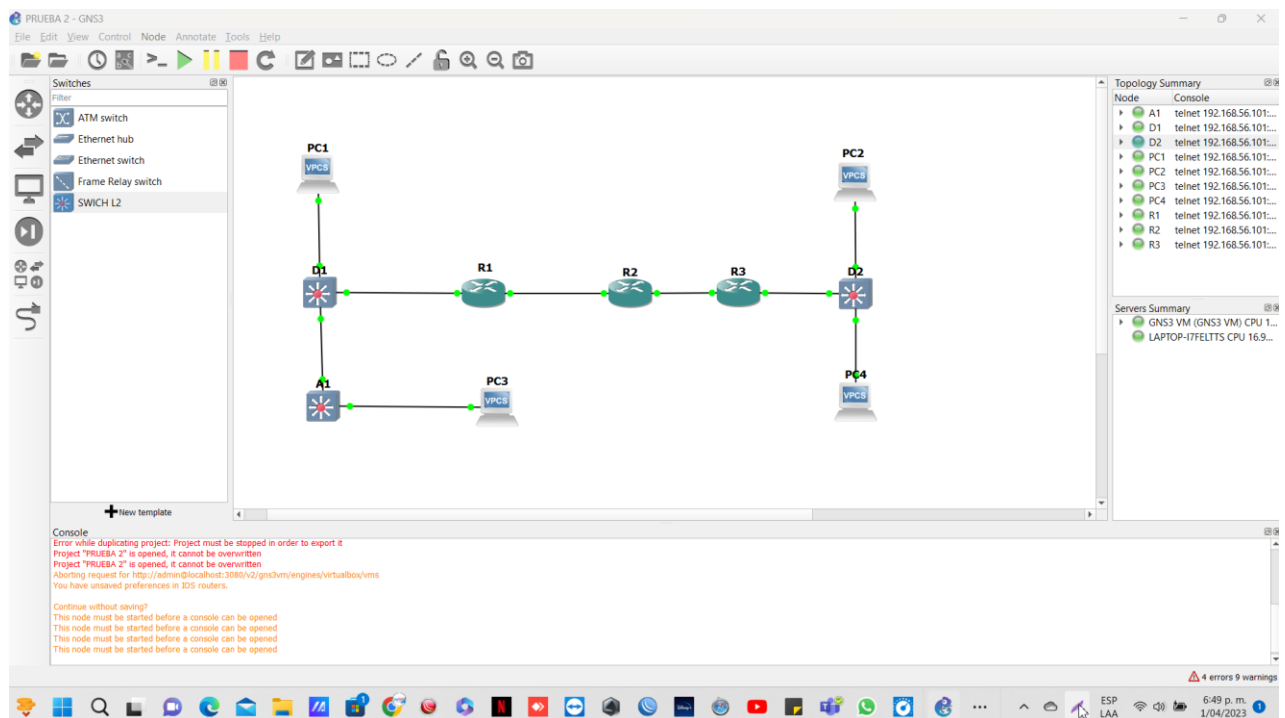 PRUEBA 2 - GNS3
File Edit View Control Node Annotate Tools Help
Switches
Filter
ATM switch
Ethernet hub
Ethernet switch
Frame Relay switch
SWICH L2
New template
PC1
VPCS
PC2
VPCS
D1
R1
R2
R3
D2
A1
PC3
VPCS
PC4
VPCS
Topology Summary
Node Console
A1 telnet 192.168.56.101:...
D1 telnet 192.168.56.101:...
D2 telnet 192.168.56.101:...
PC1 telnet 192.168.56.101:...
PC2 telnet 192.168.56.101:...
PC3 telnet 192.168.56.101:...
PC4 telnet 192.168.56.101:...
R1 telnet 192.168.56.101:...
R2 telnet 192.168.56.101:...
R3 telnet 192.168.56.101:...
Servers Summary
GNS3 VM (GNS3 VM) CPU 1...
LAPTOP-I7FELTTS CPU 16.9...
Console
Error while duplicating project: Project must be stopped in order to export it
Project "PRUEBA 2" is opened, it cannot be overwritten
Project "PRUEBA 2" is opened, it cannot be overwritten
Aborting request for http://admin@localhost:3080/v2/gns3vm/engines/virtualbox/vms
You have unsaved preferences in IOS routers.
Continue without saving?
This node must be started before a console can be opened
This node must be started before a console can be opened
This node must be started before a console can be opened
This node must be started before a console can be opened
4 errors 9 warnings
ESP
LAA
6:49 p. m.
1/04/2023